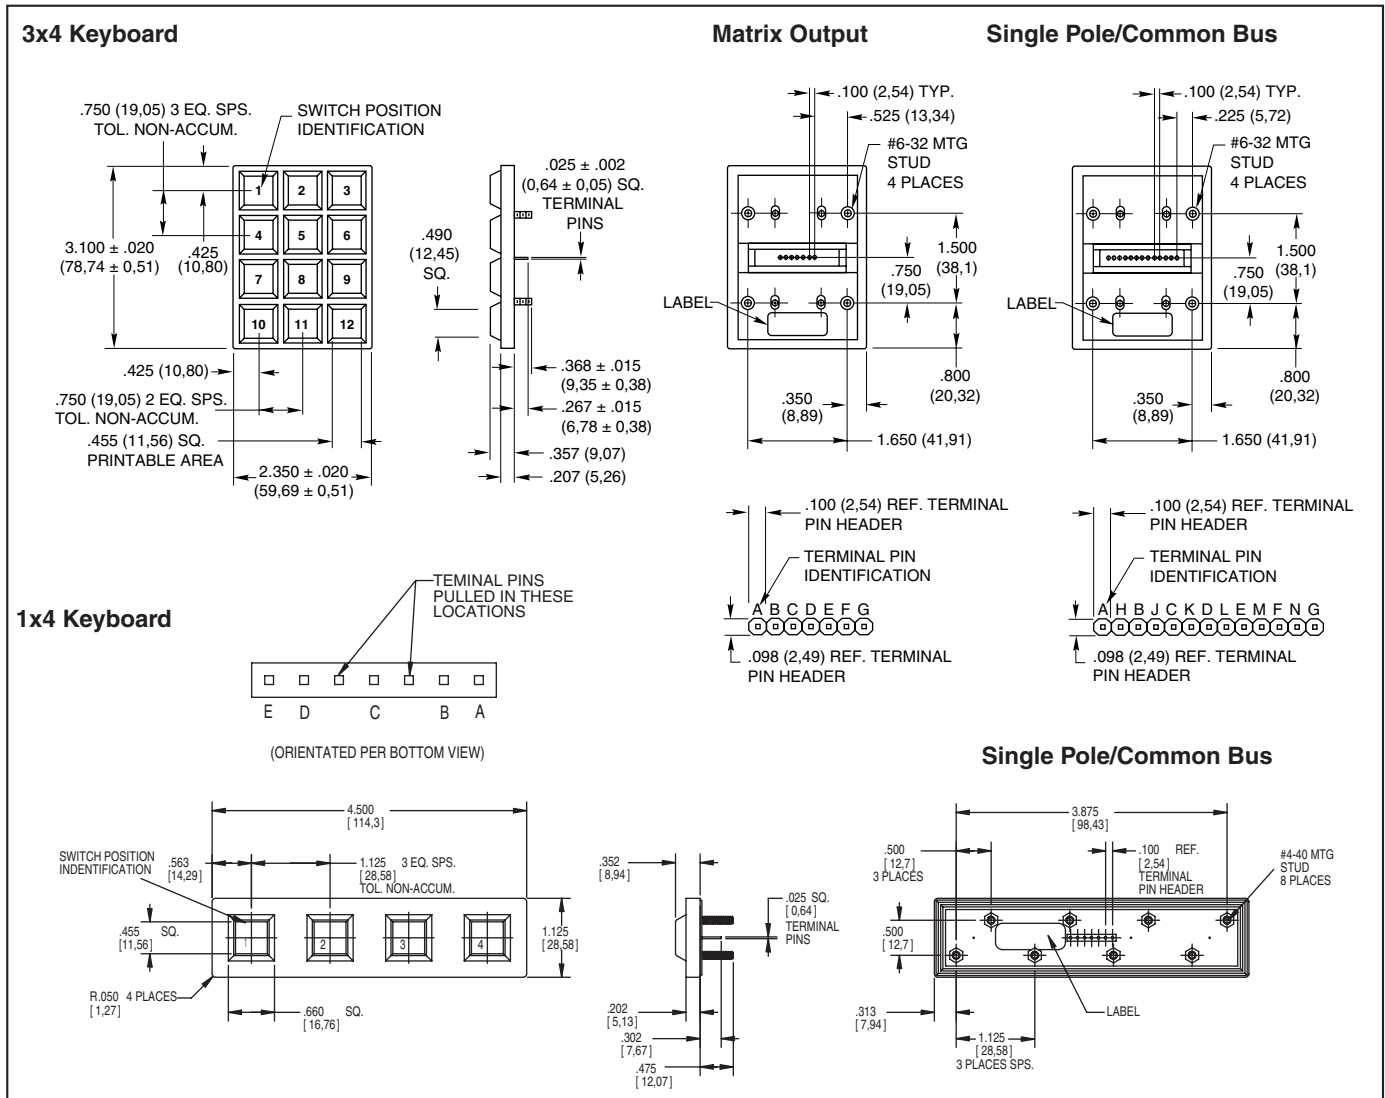 3x4 Keyboard
Matrix Output
Single Pole/Common Bus
.750 (19,05) 3 EQ. SPS.
TOL. NON-ACCUM.
SWITCH POSITION
IDENTIFICATION
1
2
3
4
5
6
7
8
9
10
11
12
3.100 ± .020
(78,74 ± 0,51)
.425
(10,80)
.425 (10,80)
.750 (19,05) 2 EQ. SPS.
TOL. NON-ACCUM.
.455 (11,56) SQ.
PRINTABLE AREA
2.350 ± .020
(59,69 ± 0,51)
.025 ± .002
(0,64 ± 0,05) SQ.
TERMINAL
PINS
.490
(12,45)
SQ.
.368 ± .015
(9,35 ± 0,38)
.267 ± .015
(6,78 ± 0,38)
.357 (9,07)
.207 (5,26)
.100 (2,54) TYP.
.525 (13,34)
#6-32 MTG
STUD
4 PLACES
1.500
(38,1)
.750
(19,05)
LABEL
.800
(20,32)
.350
(8,89)
1.650 (41,91)
.100 (2,54) TYP.
.225 (5,72)
#6-32 MTG
STUD
4 PLACES
1.500
(38,1)
.750
(19,05)
LABEL
.800
(20,32)
.350
(8,89)
1.650 (41,91)
.100 (2,54) REF. TERMINAL
PIN HEADER
TERMINAL PIN
IDENTIFICATION
A B C D E F G
.098 (2,49) REF. TERMINAL
PIN HEADER
.100 (2,54) REF. TERMINAL
PIN HEADER
TERMINAL PIN
IDENTIFICATION
A H B J C K D L E M F N G
.098 (2,49) REF. TERMINAL
PIN HEADER
1x4 Keyboard
TEMINAL PINS
PULLED IN THESE
LOCATIONS
E D C B A
(ORIENTATED PER BOTTOM VIEW)
Single Pole/Common Bus
4.500
[ 114,3 ]
SWITCH POSITION
INDENTIFICATION
.563
[14,29]
1.125 3 EQ. SPS.
[28,58]
TOL. NON-ACCUM.
.455 SQ.
[11,56]
1
2
3
4
1.125
[ 28,58 ]
R.050 4 PLACES
[ 1,27 ]
.660 SQ.
[ 16,76 ]
.352
[ 8,94 ]
.025 SQ.
[ 0,64 ]
TERMINAL
PINS
.202
[ 5,13 ]
.302
[ 7,67 ]
.475
[ 12,07 ]
3.875
[ 98,43 ]
.500
[ 12,7 ]
3 PLACES
.100 REF.
[ 2,54 ]
TERMINAL
PIN HEADER
#4-40 MTG
STUD
8 PLACES
.500
[ 12,7 ]
LABEL
.313
[ 7,94 ]
1.125
[ 28,58 ]
3 PLACES SPS.